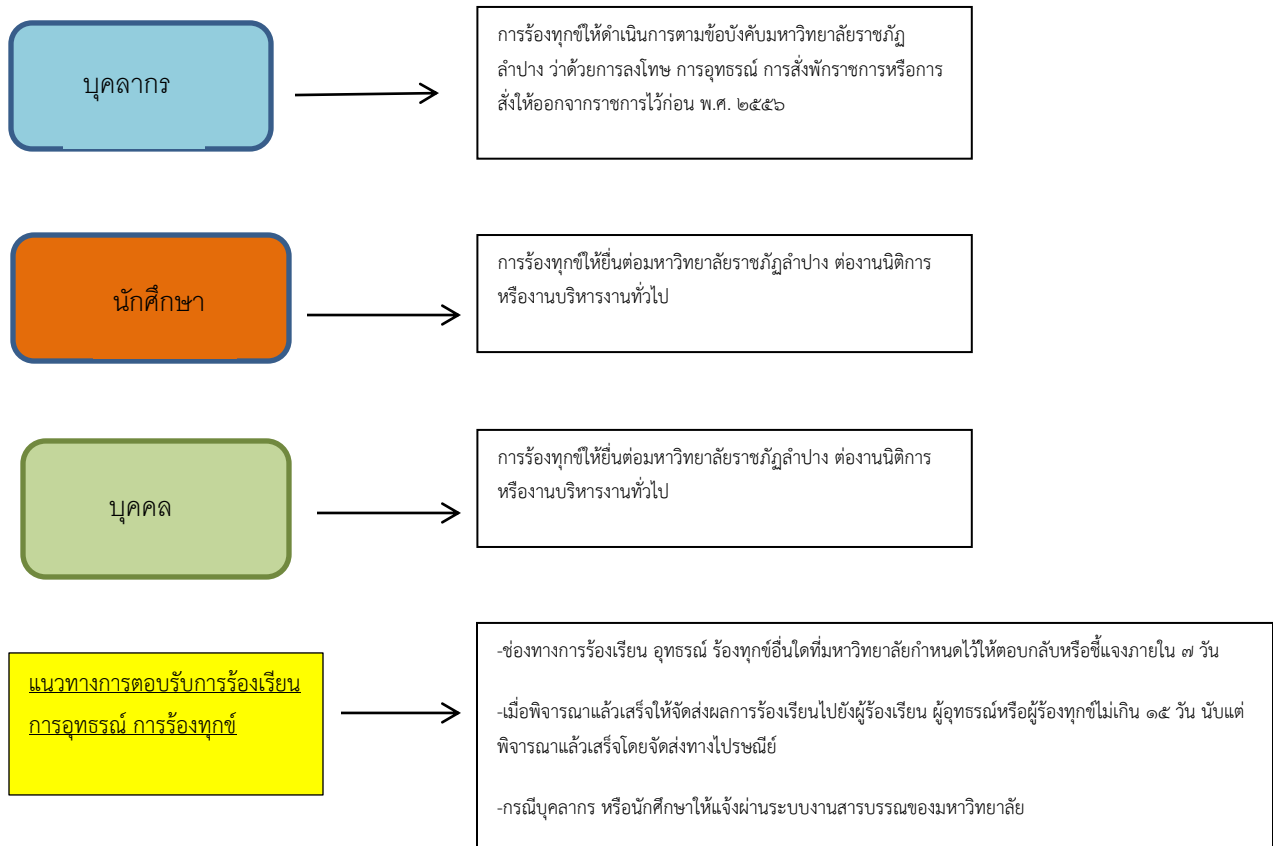 บุคลากร
การร้องทุกข์ให้ดำเนินการตามข้อบังคับมหาวิทยาลัยราชภัฏ
ลำปาง ว่าด้วยการลงโทษ การอุทธรณ์ การสั่งพักราชการหรือการ
สั่งให้ออกจากราชการไว้ก่อน พ.ศ. ๒๕๕๖
นักศึกษา
การร้องทุกข์ให้ยื่นต่อมหาวิทยาลัยราชภัฏลำปาง ต่องานนิติการ
หรืองานบริหารงานทั่วไป
บุคคล
การร้องทุกข์ให้ยื่นต่อมหาวิทยาลัยราชภัฏลำปาง ต่องานนิติการ
หรืองานบริหารงานทั่วไป
แนวทางการตอบรับการร้องเรียน
การอุทธรณ์ การร้องทุกข์
-ช่องทางการร้องเรียน อุทธรณ์ ร้องทุกข์อื่นใดที่มหาวิทยาลัยกำหนดไว้ให้ตอบกลับหรือชี้แจงภายใน ๗ วัน
-เมื่อพิจารณาแล้วเสร็จให้จัดส่งผลการร้องเรียนไปยังผู้ร้องเรียน ผู้อุทธรณ์หรือผู้ร้องทุกข์ไม่เกิน ๑๕ วัน นับแต่
พิจารณาแล้วเสร็จโดยจัดส่งทางไปรษณีย์
-กรณีบุคลากร หรือนักศึกษาให้แจ้งผ่านระบบงานสารบรรณของมหาวิทยาลัย